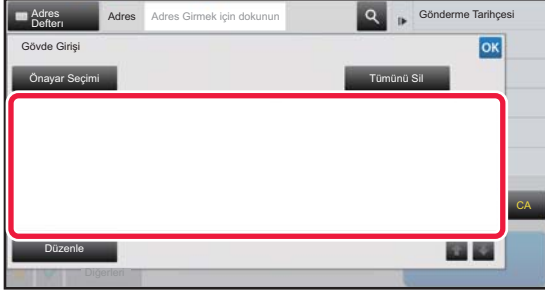 Adres Defteri
Adres
Adres Girmek için dokunun
Gönderme Tarihçesi
Gövde Girişi
OK
Önayar Seçimi
Tümünü Sil
CA
Düzenle
Diğerleri